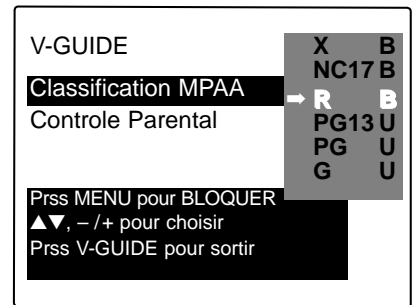 V-GUIDE
Classification MPAA
Controle Parental
X B
NC17 B
➡ R B
PG13 U
PG U
G U
Prss MENU pour BLOQUER
▲▼, – /+ pour choisir
Prss V-GUIDE pour sortir